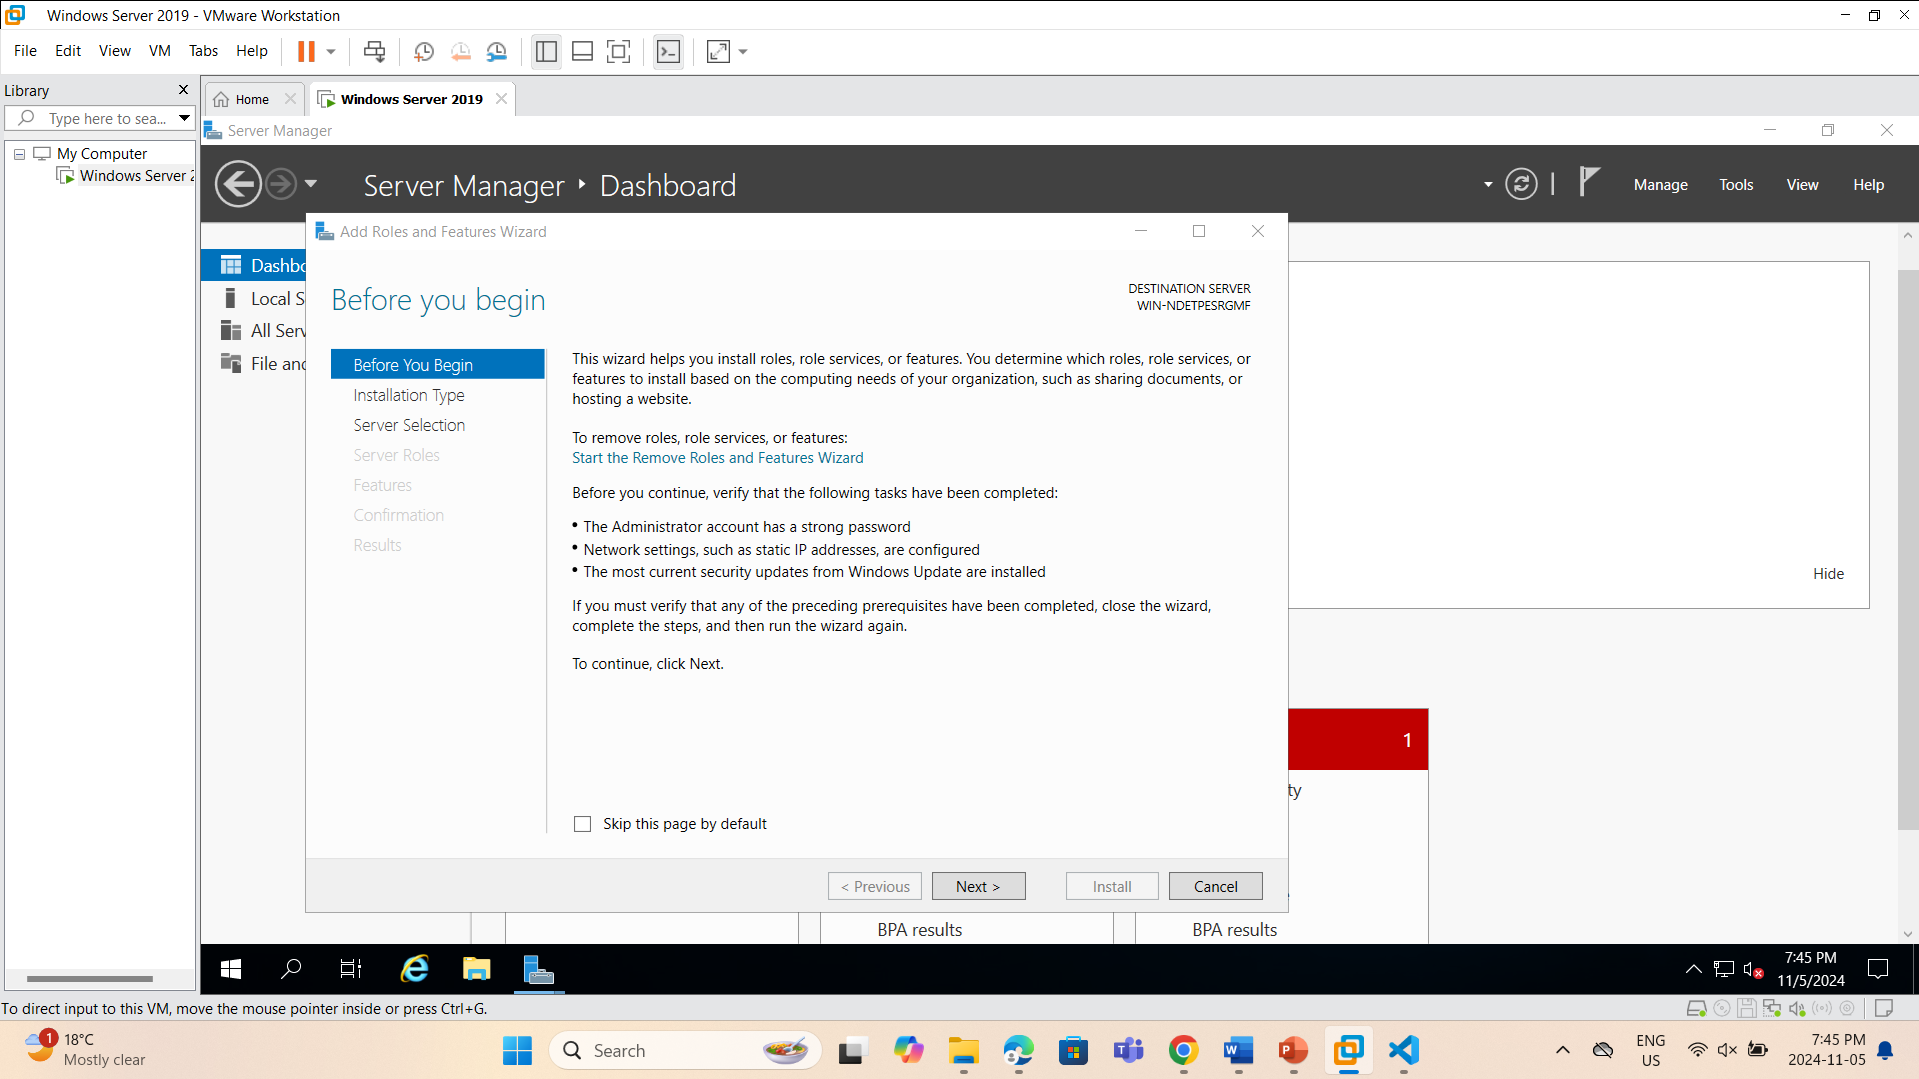 Windows Server 2019 - VMware Workstation
File Edit View VM Tabs Help
Library
Home
Windows Server 2019
Type here to sea...
Server Manager
My Computer
Windows Server 2
Server Manager ‣ Dashboard
Manage Tools View Help
Add Roles and Features Wizard
Dashbo
Local S
All Serv
File and
Before you begin
DESTINATION SERVER
WIN-NDETPESRGMF
Before You Begin
Installation Type
Server Selection
Server Roles
Features
Confirmation
Results
This wizard helps you install roles, role services, or features. You determine which roles, role services, or
features to install based on the computing needs of your organization, such as sharing documents, or
hosting a website.
To remove roles, role services, or features:
Start the Remove Roles and Features Wizard
Before you continue, verify that the following tasks have been completed:
• The Administrator account has a strong password
• Network settings, such as static IP addresses, are configured
• The most current security updates from Windows Update are installed
If you must verify that any of the preceding prerequisites have been completed, close the wizard,
complete the steps, and then run the wizard again.
To continue, click Next.
Skip this page by default
< Previous
Next >
Install
Cancel
Hide
1
ty
BPA results
BPA results
7:45 PM
11/5/2024
To direct input to this VM, move the mouse pointer inside or press Ctrl+G.
1
18°C
Mostly clear
Search
ENG
US
7:45 PM
2024-11-05